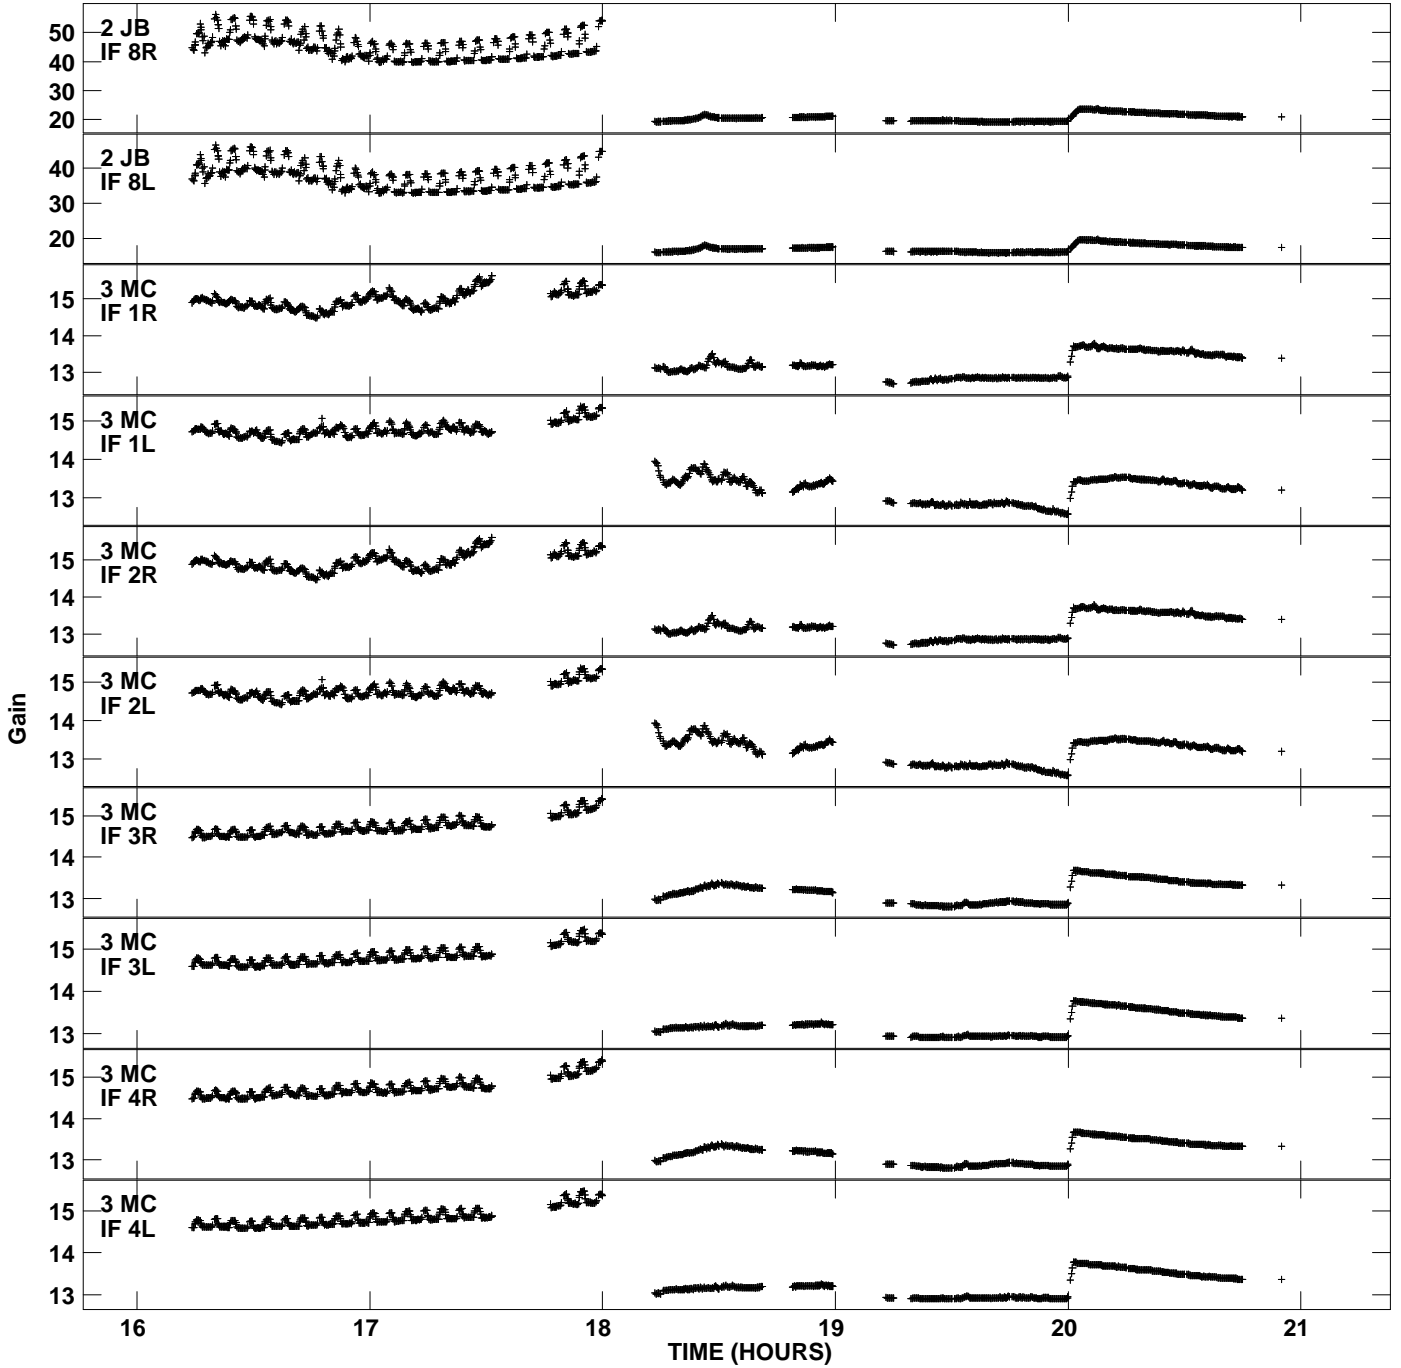 2 JB
IF 8R
50
40
30
20
2 JB
IF 8L
40
30
20
3 MC
IF 1R
15
14
13
3 MC
IF 1L
15
14
13
3 MC
IF 2R
15
14
13
3 MC
IF 2L
15
14
13
Gain
3 MC
IF 3R
15
14
13
3 MC
IF 3L
15
14
13
3 MC
IF 4R
15
14
13
3 MC
IF 4L
15
14
13
16 17 18 19 20 21
TIME (HOURS)